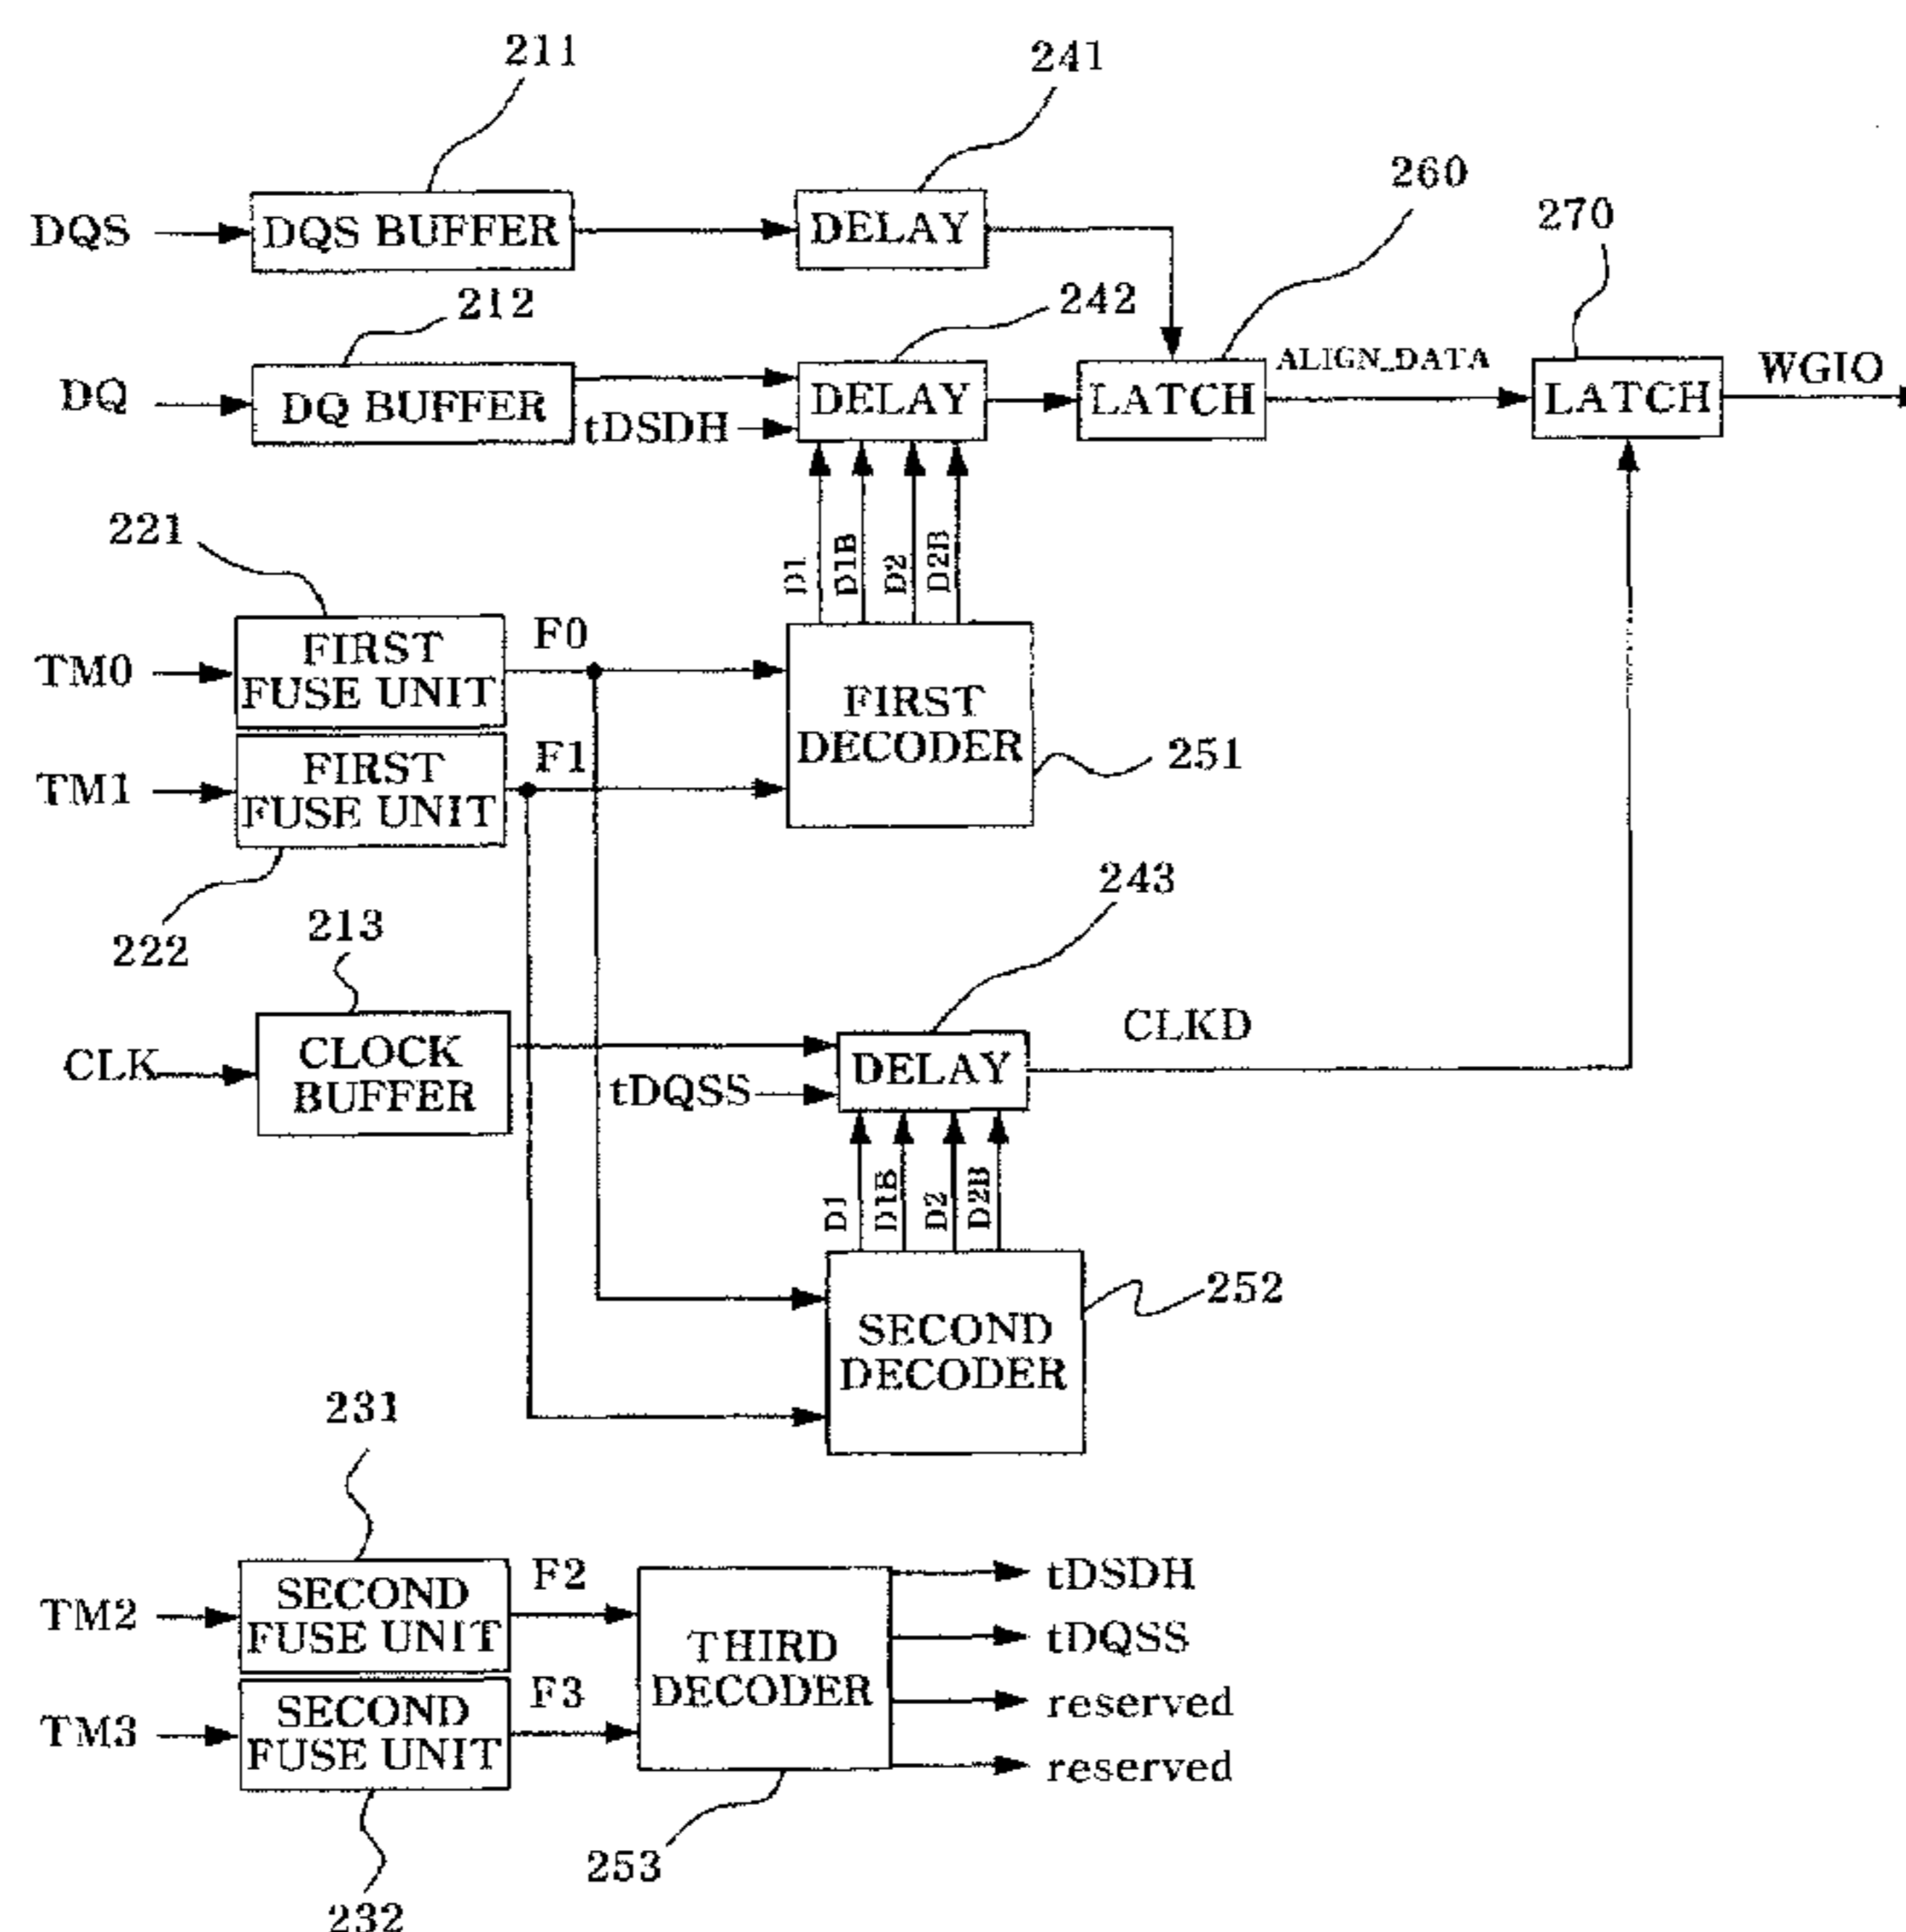 211
241
260
270
DQS
DQS BUFFER
DELAY
212
242
DQ
DQ BUFFER
tDSDH
DELAY
LATCH
ALIGN_DATA
LATCH
WGIO
221
D1
D1B
D2
D2B
TM0
FIRST
FUSE UNIT
F0
FIRST
DECODER
251
TM1
FIRST
FUSE UNIT
F1
222
213
243
CLK
CLOCK
BUFFER
tDQSS
DELAY
CLKD
D1
D1B
D2
D2B
SECOND
DECODER
252
231
TM2
SECOND
FUSE UNIT
F2
THIRD
DECODER
tDSDH
tDQSS
reserved
reserved
TM3
SECOND
FUSE UNIT
F3
253
232